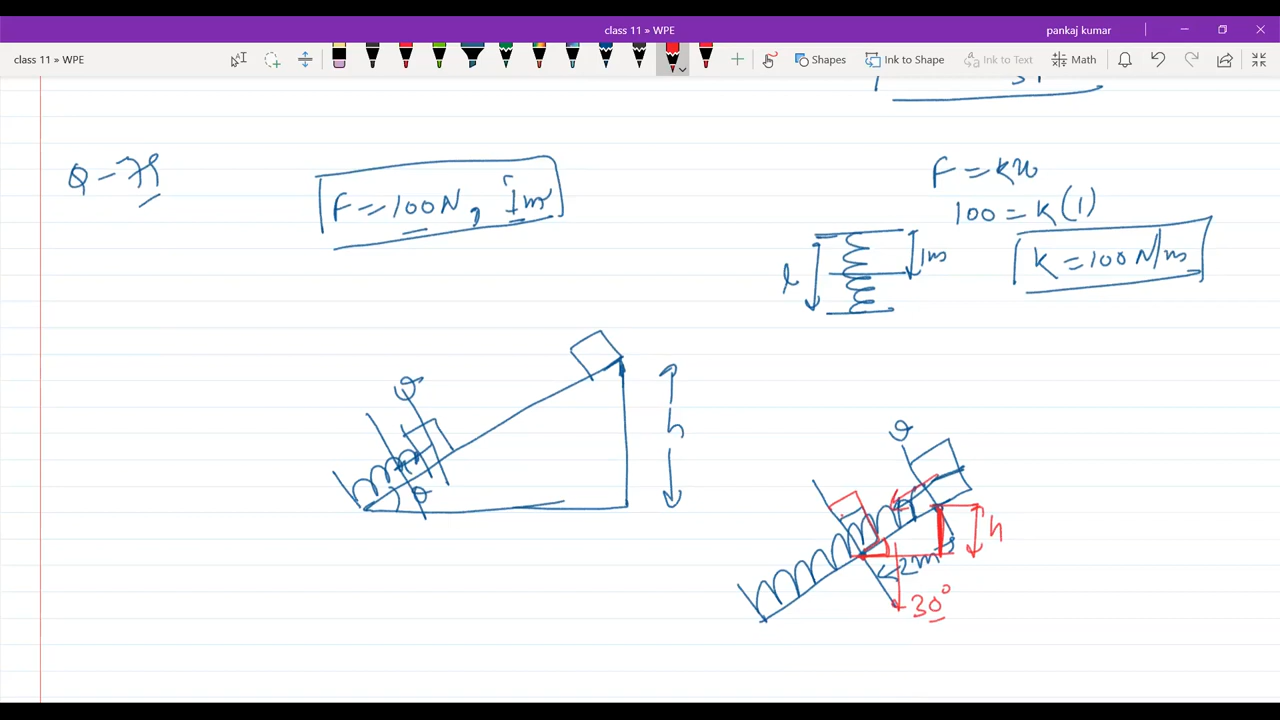 class 11 » WPE
pankaj kumar
class 11 » WPE
Shapes
Ink to Shape
Ink to Text
Math
Q - 79
F = 100N, 1m
F = kx
100 = k(1)
k = 100 N/m
l
1m
h
θ
h
2m
30°